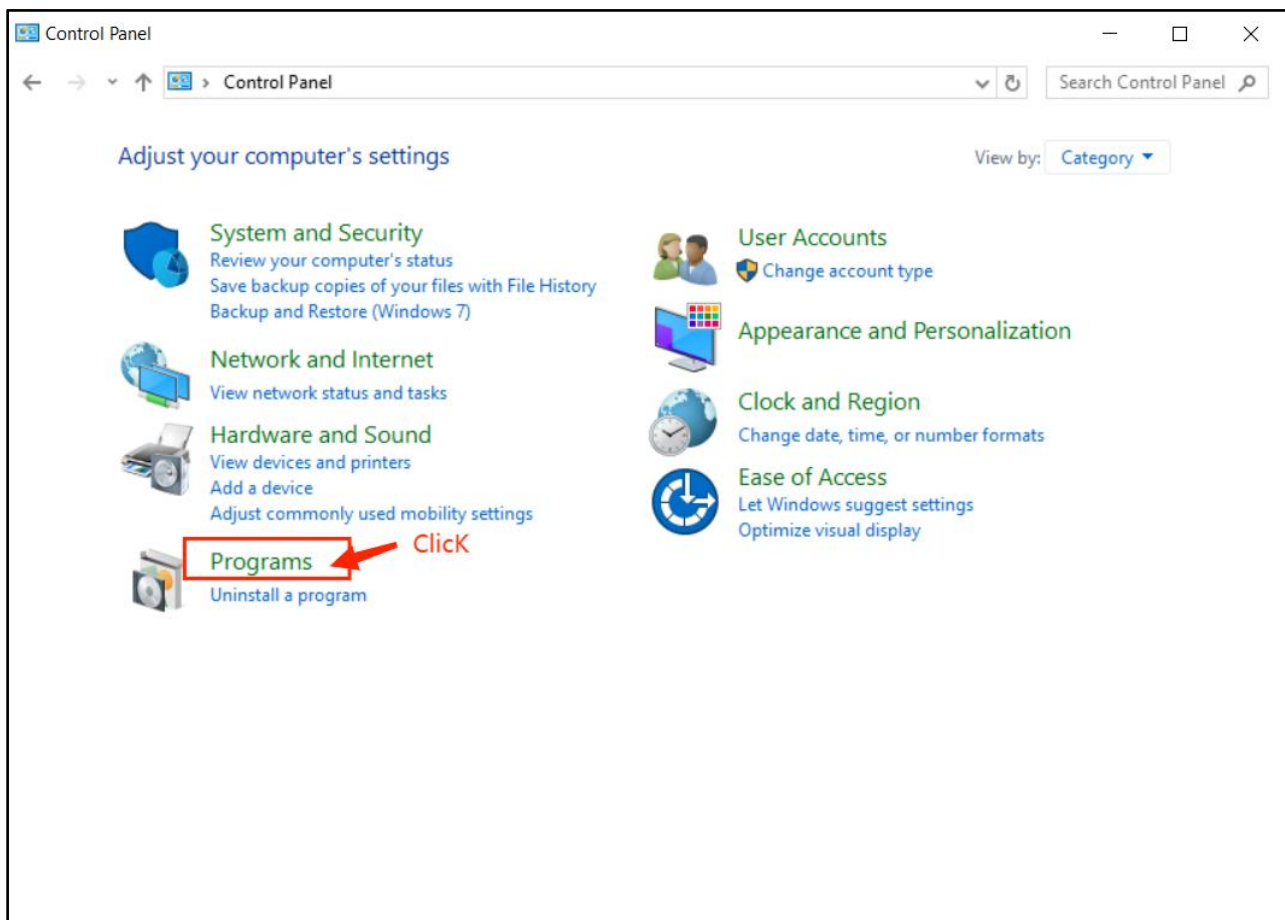 Control Panel
Control Panel
Search Control Panel
Adjust your computer's settings
View by: Category
System and Security
Review your computer's status
Save backup copies of your files with File History
Backup and Restore (Windows 7)
Network and Internet
View network status and tasks
Hardware and Sound
View devices and printers
Add a device
Adjust commonly used mobility settings
Programs
ClicK
Uninstall a program
User Accounts
Change account type
Appearance and Personalization
Clock and Region
Change date, time, or number formats
Ease of Access
Let Windows suggest settings
Optimize visual display